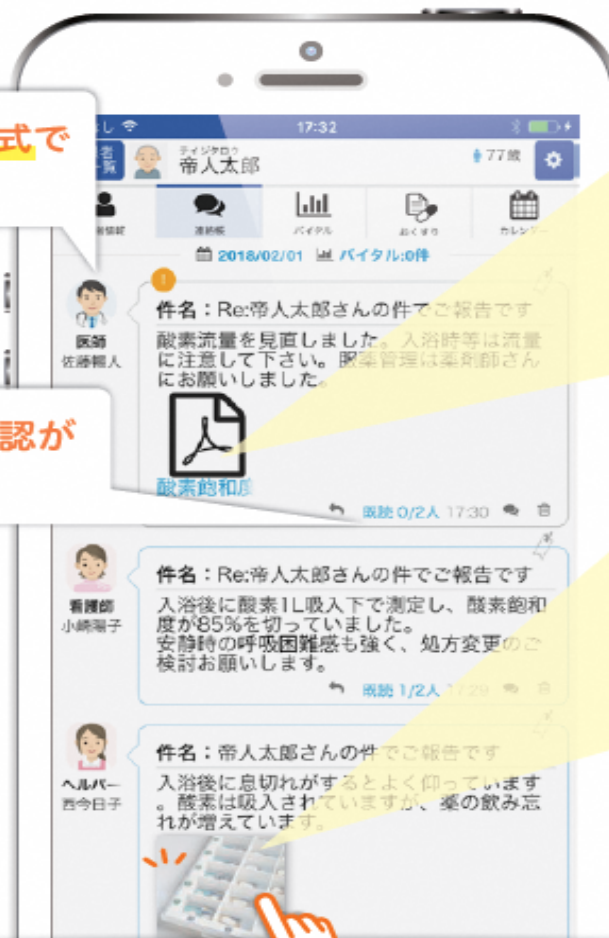 式で
認が
17:32
テイジンタロウ
帝人太郎
77歳
連絡帳
バイタル
おくすり
カレンダー
2018/02/01 バイタル:0件
医師
佐藤輝人
件名：Re:帝人太郎さんの件でご報告です
酸素流量を見直しました。入浴時等は流量
に注意して下さい。服薬管理は薬剤師さん
にお願いしました。
酸素飽和度
既読 0/2人 17:30
看護師
小崎陽子
件名：Re:帝人太郎さんの件でご報告です
入浴後に酸素1L吸入下で測定し、酸素飽和
度が85%を切っていました。
安静時の呼吸困難感も強く、処方変更のご
検討お願いします。
既読 1/2人 17:29
ヘルパー
西今日子
件名：帝人太郎さんの件でご報告です
入浴後に息切れがするとよく仰っています
。酸素は吸入されていますが、薬の飲み忘
れが増えています。